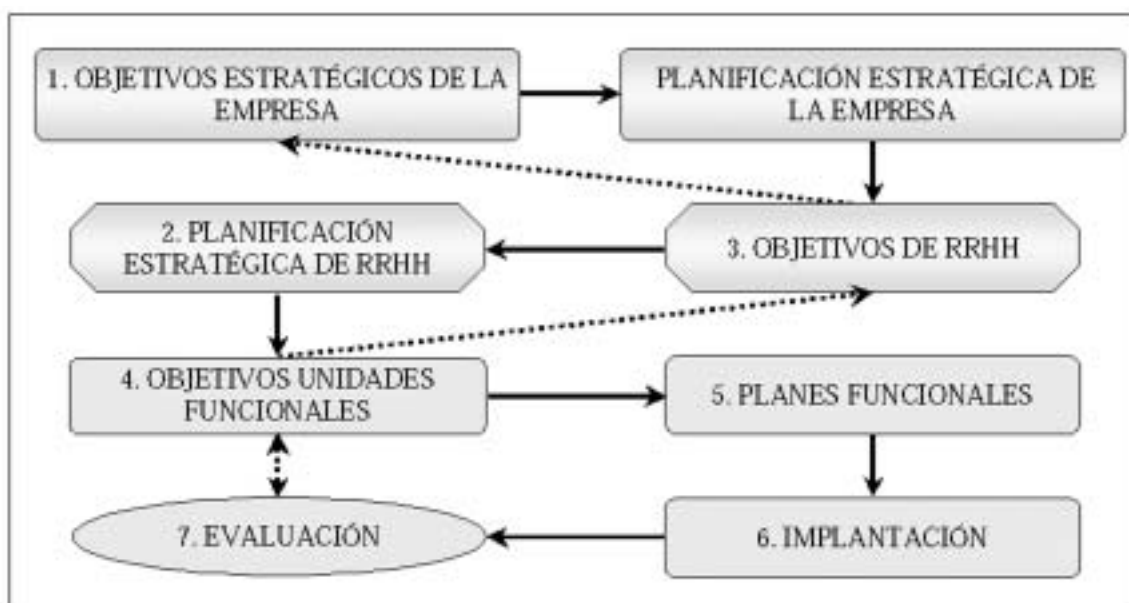 1. OBJETIVOS ESTRATÉGICOS DE LA
EMPRESA
PLANIFICACIÓN ESTRATÉGICA DE
LA EMPRESA
2. PLANIFICACIÓN
ESTRATÉGICA DE RRHH
3. OBJETIVOS DE RRHH
4. OBJETIVOS UNIDADES
FUNCIONALES
5. PLANES FUNCIONALES
7. EVALUACIÓN
6. IMPLANTACIÓN